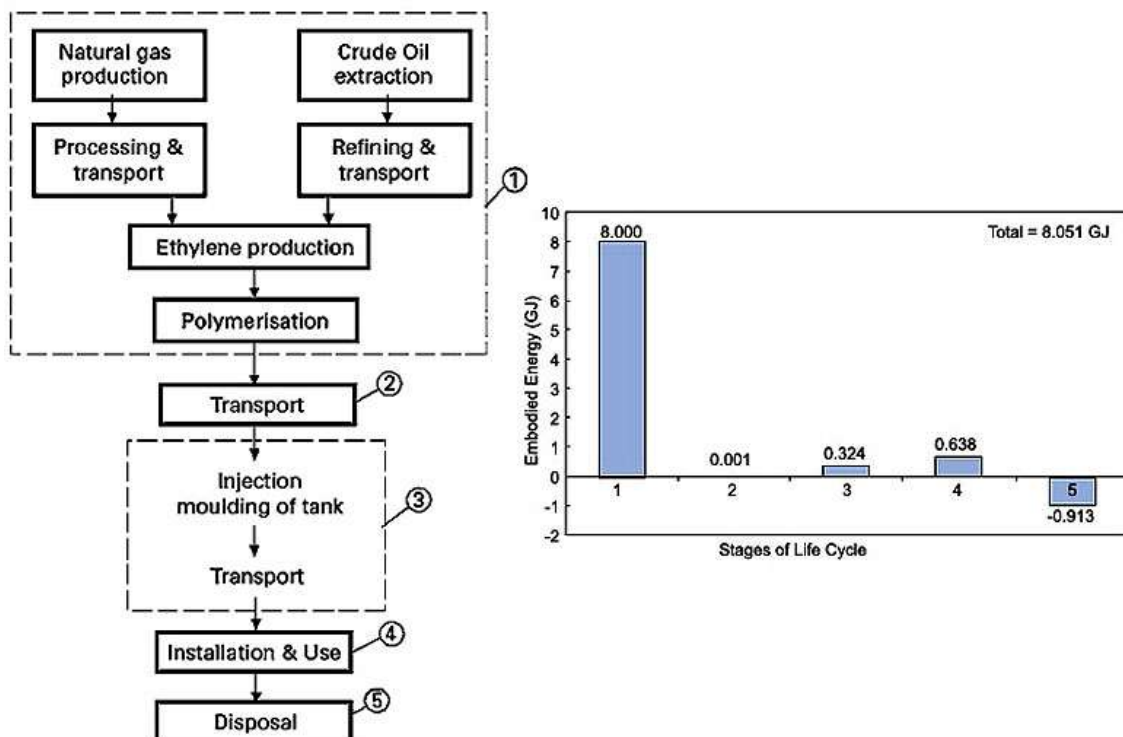 Natural gas
production
Crude Oil
extraction
Processing &
transport
Refining &
transport
①
Ethylene production
Polymerisation
②
Transport
Injection
moulding of tank
③
Transport
④
Installation & Use
⑤
Disposal
Total = 8.051 GJ
Embodied Energy (GJ)
10
9
8
7
6
5
4
3
2
1
0
-1
-2
8.000
0.001
0.324
0.638
-0.913
1
2
3
4
5
Stages of Life Cycle